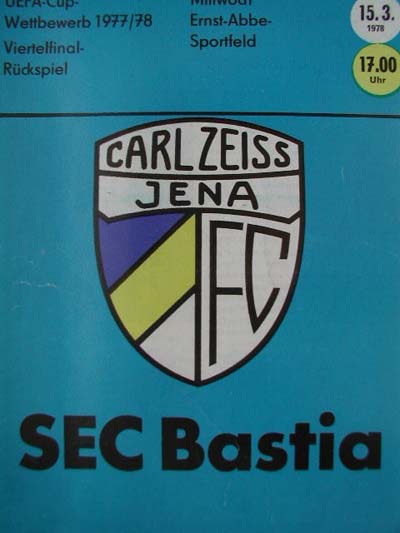 UEFA-Cup-
Wettbewerb 1977/78
Viertelfinal-
Rückspiel
Mittwoch
Ernst-Abbe-
Sportfeld
15. 3.
1978
17.00
Uhr
CARL ZEISS
JENA
FC
SEC Bastia